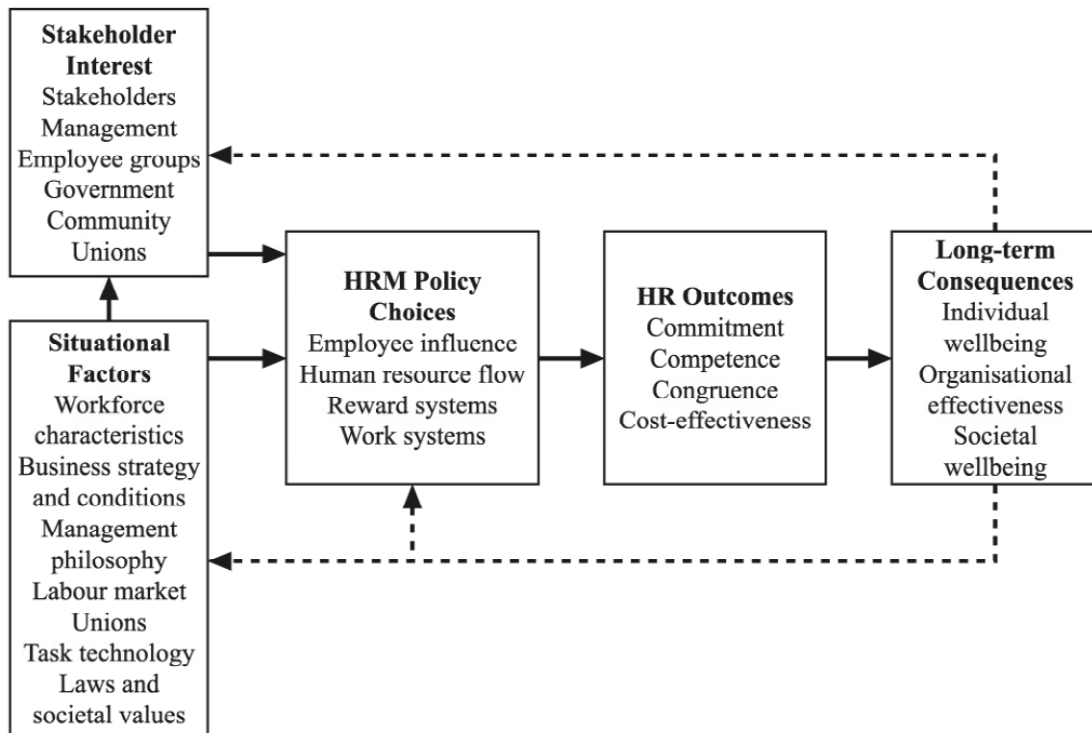 Stakeholder
Interest
Stakeholders
Management
Employee groups
Government
Community
Unions
Situational
Factors
Workforce
characteristics
Business strategy
and conditions
Management
philosophy
Labour market
Unions
Task technology
Laws and
societal values
HRM Policy
Choices
Employee influence
Human resource flow
Reward systems
Work systems
HR Outcomes
Commitment
Competence
Congruence
Cost-effectiveness
Long-term
Consequences
Individual
wellbeing
Organisational
effectiveness
Societal
wellbeing